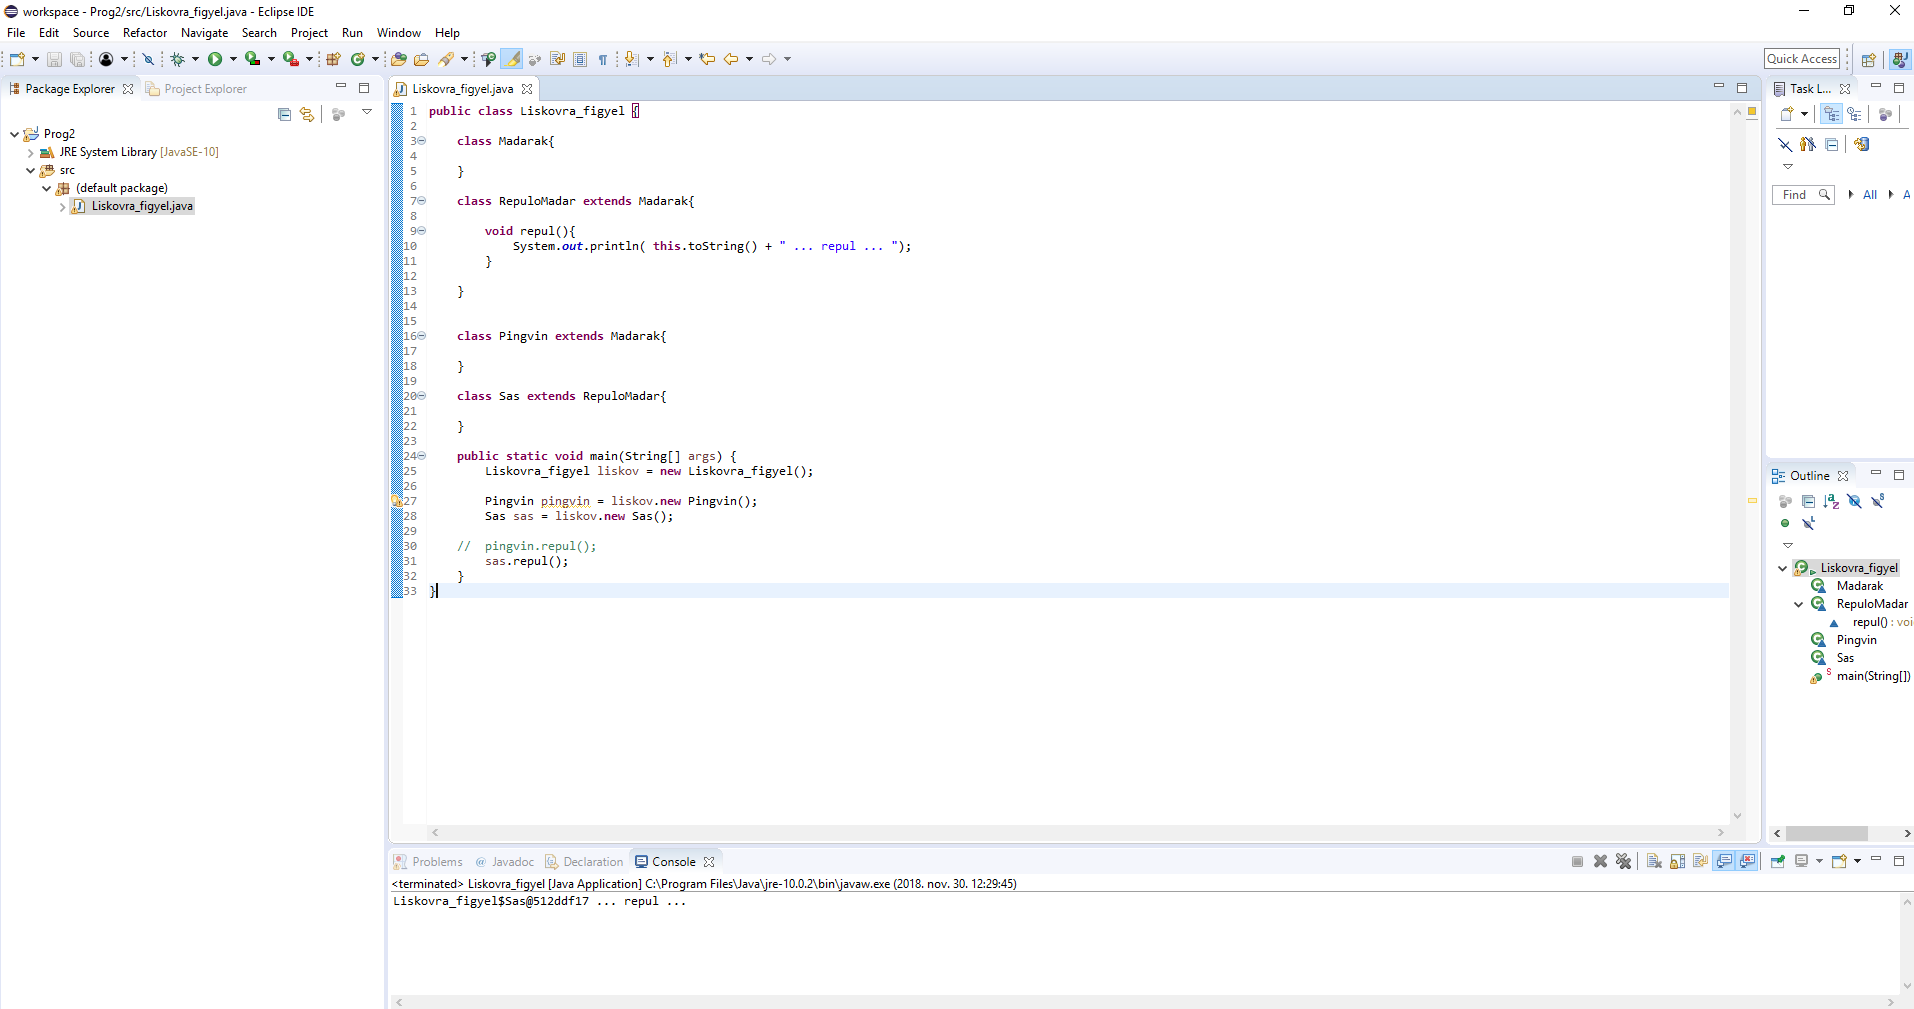 workspace - Prog2/src/Liskovra_figyel.java - Eclipse IDE
File Edit Source Refactor Navigate Search Project Run Window Help
Quick Access
Package Explorer Project Explorer
Prog2
JRE System Library [JavaSE-10]
src
(default package)
Liskovra_figyel.java
Liskovra_figyel.java
1 public class Liskovra_figyel {
2
3 class Madarak{
4
5 }
6
7 class RepuloMadar extends Madarak{
8
9 void repul(){
10 System.out.println( this.toString() + " ... repul ... ");
11 }
12
13 }
14
15
16 class Pingvin extends Madarak{
17
18 }
19
20 class Sas extends RepuloMadar{
21
22 }
23
24 public static void main(String[] args) {
25 Liskovra_figyel liskov = new Liskovra_figyel();
26
27 Pingvin pingvin = liskov.new Pingvin();
28 Sas sas = liskov.new Sas();
29
30 // pingvin.repul();
31 sas.repul();
32 }
33 }
Task L...
Find All A
Outline
Liskovra_figyel
Madarak
RepuloMadar
repul() : voi
Pingvin
Sas
S main(String[])
Problems @ Javadoc Declaration Console
<terminated> Liskovra_figyel [Java Application] C:\Program Files\Java\jre-10.0.2\bin\javaw.exe (2018. nov. 30. 12:29:45)
Liskovra_figyel$Sas@512ddf17 ... repul ...